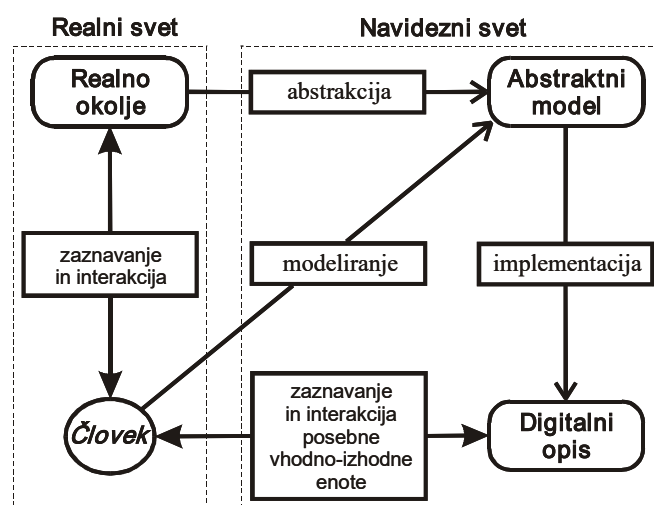 Realni svet
Navidezni svet
Realno
okolje
abstrakcija
Abstraktni
model
zaznavanje
in interakcija
modeliranje
implementacija
Človek
zaznavanje
in interakcija
posebne
vhodno-izhodne
enote
Digitalni
opis